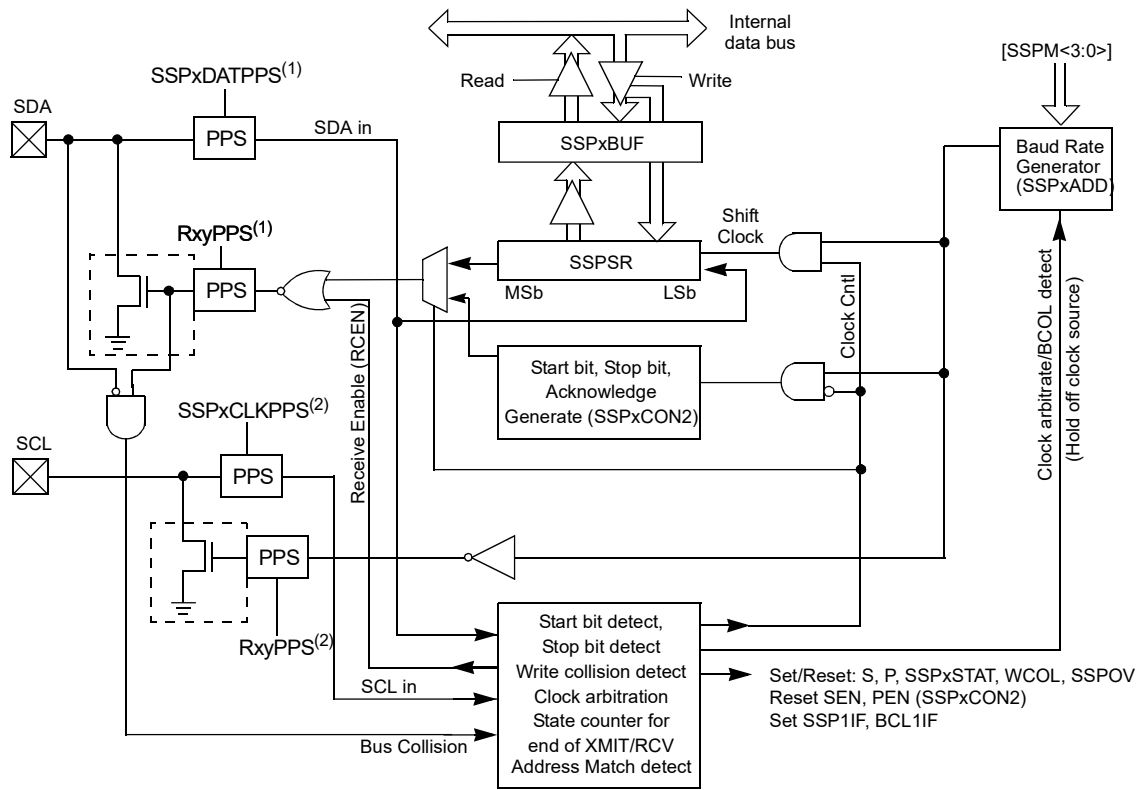 Internal
data bus
[SSPM<3:0>]
SSPxDATPPS(1)
Read
Write
SDA
PPS
SDA in
SSPxBUF
Baud Rate
Generator
(SSPxADD)
RxyPPS(1)
Shift
Clock
PPS
SSPSR
MSb
LSb
Clock Cntl
Clock arbitrate/BCOL detect
(Hold off clock source)
Receive Enable (RCEN)
Start bit, Stop bit,
Acknowledge
Generate (SSPxCON2)
SSPxCLKPPS(2)
SCL
PPS
PPS
RxyPPS(2)
SCL in
Bus Collision
Start bit detect,
Stop bit detect
Write collision detect
Clock arbitration
State counter for
end of XMIT/RCV
Address Match detect
Set/Reset: S, P, SSPxSTAT, WCOL, SSPOV
Reset SEN, PEN (SSPxCON2)
Set SSP1IF, BCL1IF